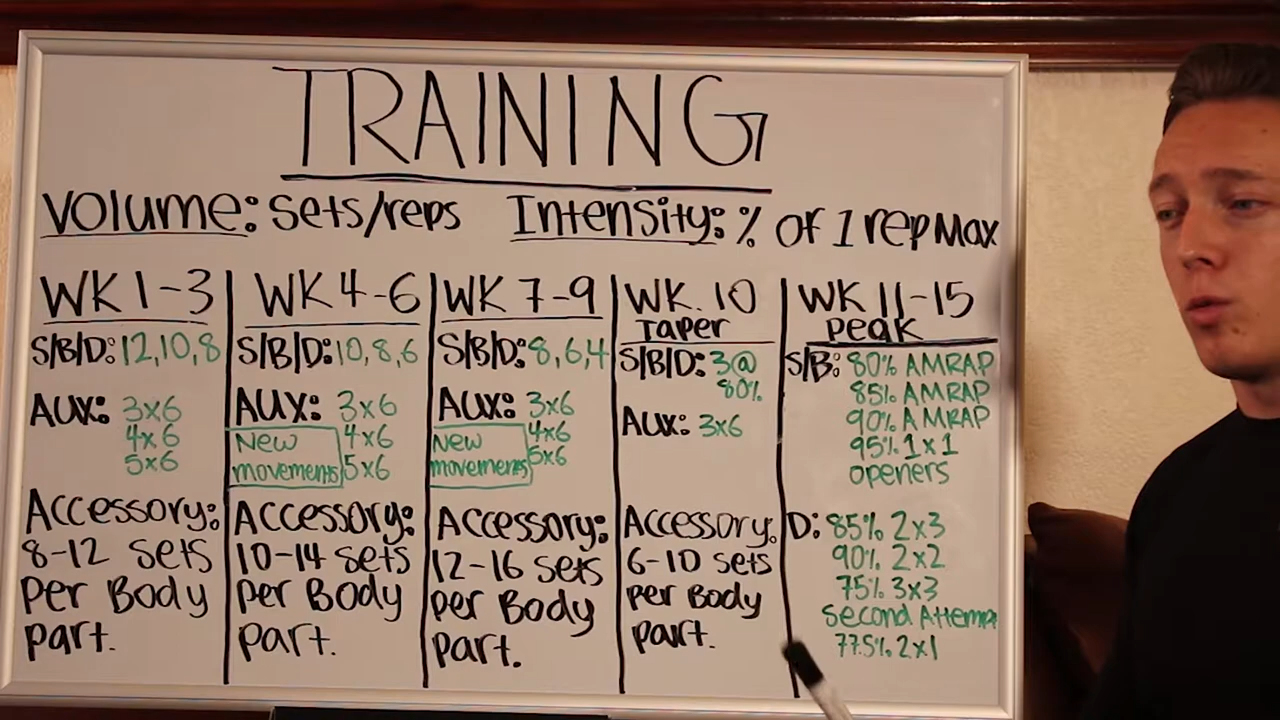 TRAINING
Volume: Sets/reps Intensity: % of 1 rep Max
WK 1-3
S/B/D: 12,10,8
AUX: 3x6
4x6
5x6
Accessory:
8-12 sets
per Body
part.
WK 4-6
S/B/D: 10,8,6
AUX: 3x6
New 4x6
movements 5x6
Accessory:
10-14 sets
per Body
part.
WK 7-9
S/B/D: 8,6,4
AUX: 3x6
New 4x6
movements 5x6
Accessory:
12-16 sets
per Body
part.
WK. 10
Taper
S/B/D: 3@
80%
AUX: 3x6
Accessory.
6-10 sets
per Body
part.
WK 11-15
Peak
S/B: 80% AMRAP
85% AMRAP
90% AMRAP
95% 1x1
openers
D: 85% 2x3
90% 2x2
75% 3x3
Second Attemp
77.5% 2x1